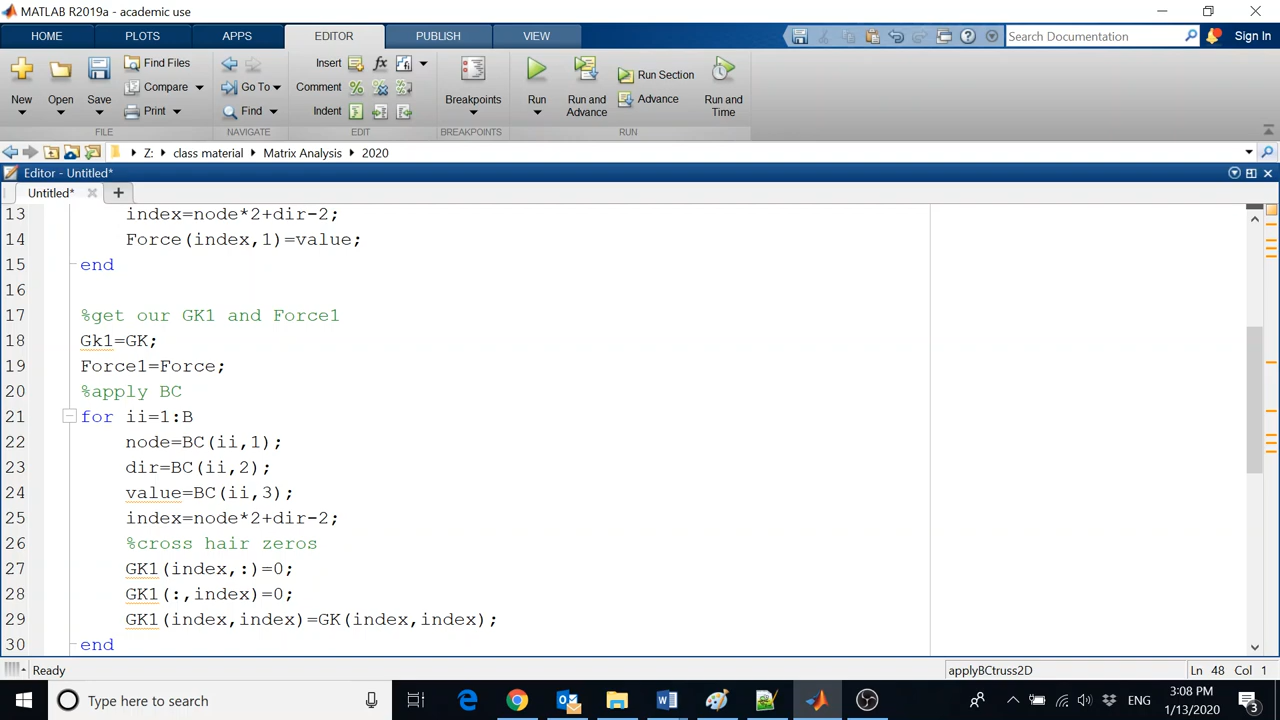 MATLAB R2019a - academic use
HOME PLOTS APPS EDITOR PUBLISH VIEW Search Documentation Sign In
New Open Save Find Files Compare Print Go To Find Insert fx Comment Indent Breakpoints Run Run and Advance Run Section Advance Run and Time
FILE NAVIGATE EDIT BREAKPOINTS RUN
Z: class material Matrix Analysis 2020
Editor - Untitled*
Untitled* +
13 index=node*2+dir-2;
14 Force(index,1)=value;
15 end
16
17 %get our GK1 and Force1
18 Gk1=GK;
19 Force1=Force;
20 %apply BC
21 for ii=1:B
22 node=BC(ii,1);
23 dir=BC(ii,2);
24 value=BC(ii,3);
25 index=node*2+dir-2;
26 %cross hair zeros
27 GK1(index,:)=0;
28 GK1(:,index)=0;
29 GK1(index,index)=GK(index,index);
30 end
Ready applyBCtruss2D Ln 48 Col 1
Type here to search ENG 3:08 PM 1/13/2020 3